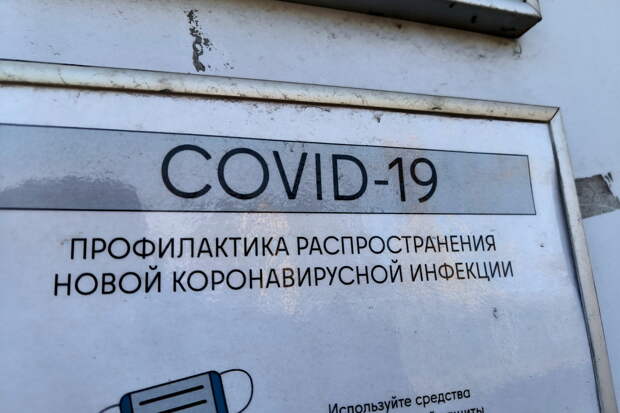 COVID-19
ПРОФИЛАКТИКА РАСПРОСТРАНЕНИЯ
НОВОЙ КОРОНАВИРУСНОЙ ИНФЕКЦИИ
Используйте средства